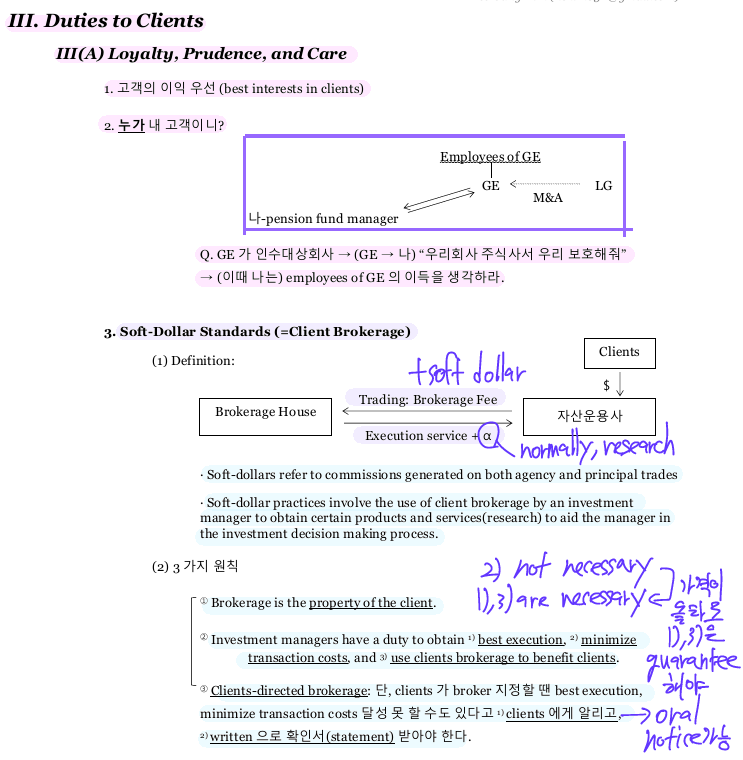 III. Duties to Clients
III(A) Loyalty, Prudence, and Care
1. 고객의 이익 우선 (best interests in clients)
2. 누가 내 고객이니?
Employees of GE
GE
LG
M&A
나-pension fund manager
Q. GE 가 인수대상회사 → (GE → 나) “우리회사 주식사서 우리 보호해줘”
→ (이때 나는) employees of GE 의 이득을 생각하라.
3. Soft-Dollar Standards (=Client Brokerage)
(1) Definition:
+soft dollar
Clients
$
Trading: Brokerage Fee
Brokerage House
자산운용사
Execution service + α
normally, research
· Soft-dollars refer to commissions generated on both agency and principal trades
· Soft-dollar practices involve the use of client brokerage by an investment
manager to obtain certain products and services(research) to aid the manager in
the investment decision making process.
(2) 3 가지 원칙
2) not necessary
1), 3) are necessary
가격이
올라도
1), 3)은
guarantee
해야
① Brokerage is the property of the client.
② Investment managers have a duty to obtain 1) best execution, 2) minimize
transaction costs, and 3) use clients brokerage to benefit clients.
③ Clients-directed brokerage: 단, clients 가 broker 지정할 땐 best execution,
minimize transaction costs 달성 못 할 수도 있다고 1) clients 에게 알리고,
→ oral
notice가능
2) written 으로 확인서(statement) 받아야 한다.